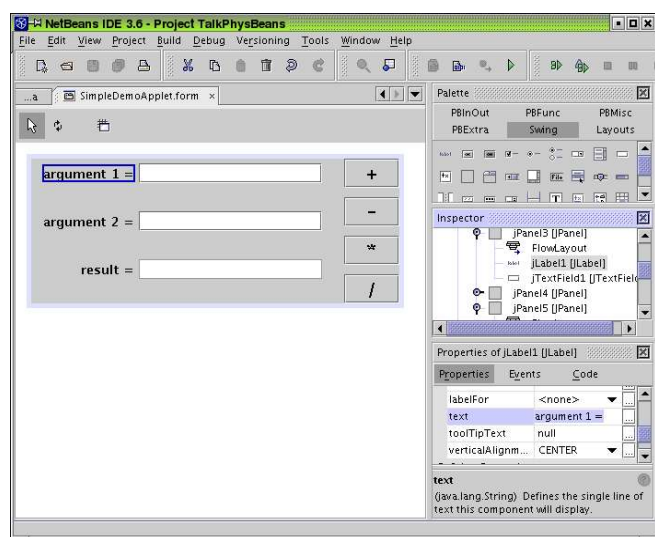 NetBeans IDE 3.6 - Project TalkPhysBeans
File Edit View Project Build Debug Versioning Tools Window Help
...a SimpleDemoApplet.form ×
argument 1 =
argument 2 =
result =
+
-
*
/
Palette
PBInOut PBFunc PBMisc
PBExtra Swing Layouts
Inspector
jPanel3 [JPanel]
FlowLayout
jLabel1 [JLabel]
jTextField1 [JTextField
jPanel4 [JPanel]
jPanel5 [JPanel]
Properties of jLabel1 [JLabel]
Properties Events Code
labelFor <none> ...
text argument 1 = ...
toolTipText null ...
verticalAlignm... CENTER ...
text
(java.lang.String) Defines the single line of
text this component will display.